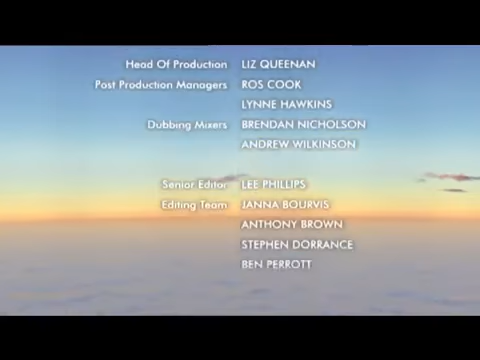 Head Of Production LIZ QUEENAN
Post Production Managers ROS COOK
LYNNE HAWKINS
Dubbing Mixers BRENDAN NICHOLSON
ANDREW WILKINSON
Senior Editor LEE PHILLIPS
Editing Team JANNA BOURVIS
ANTHONY BROWN
STEPHEN DORRANCE
BEN PERROTT